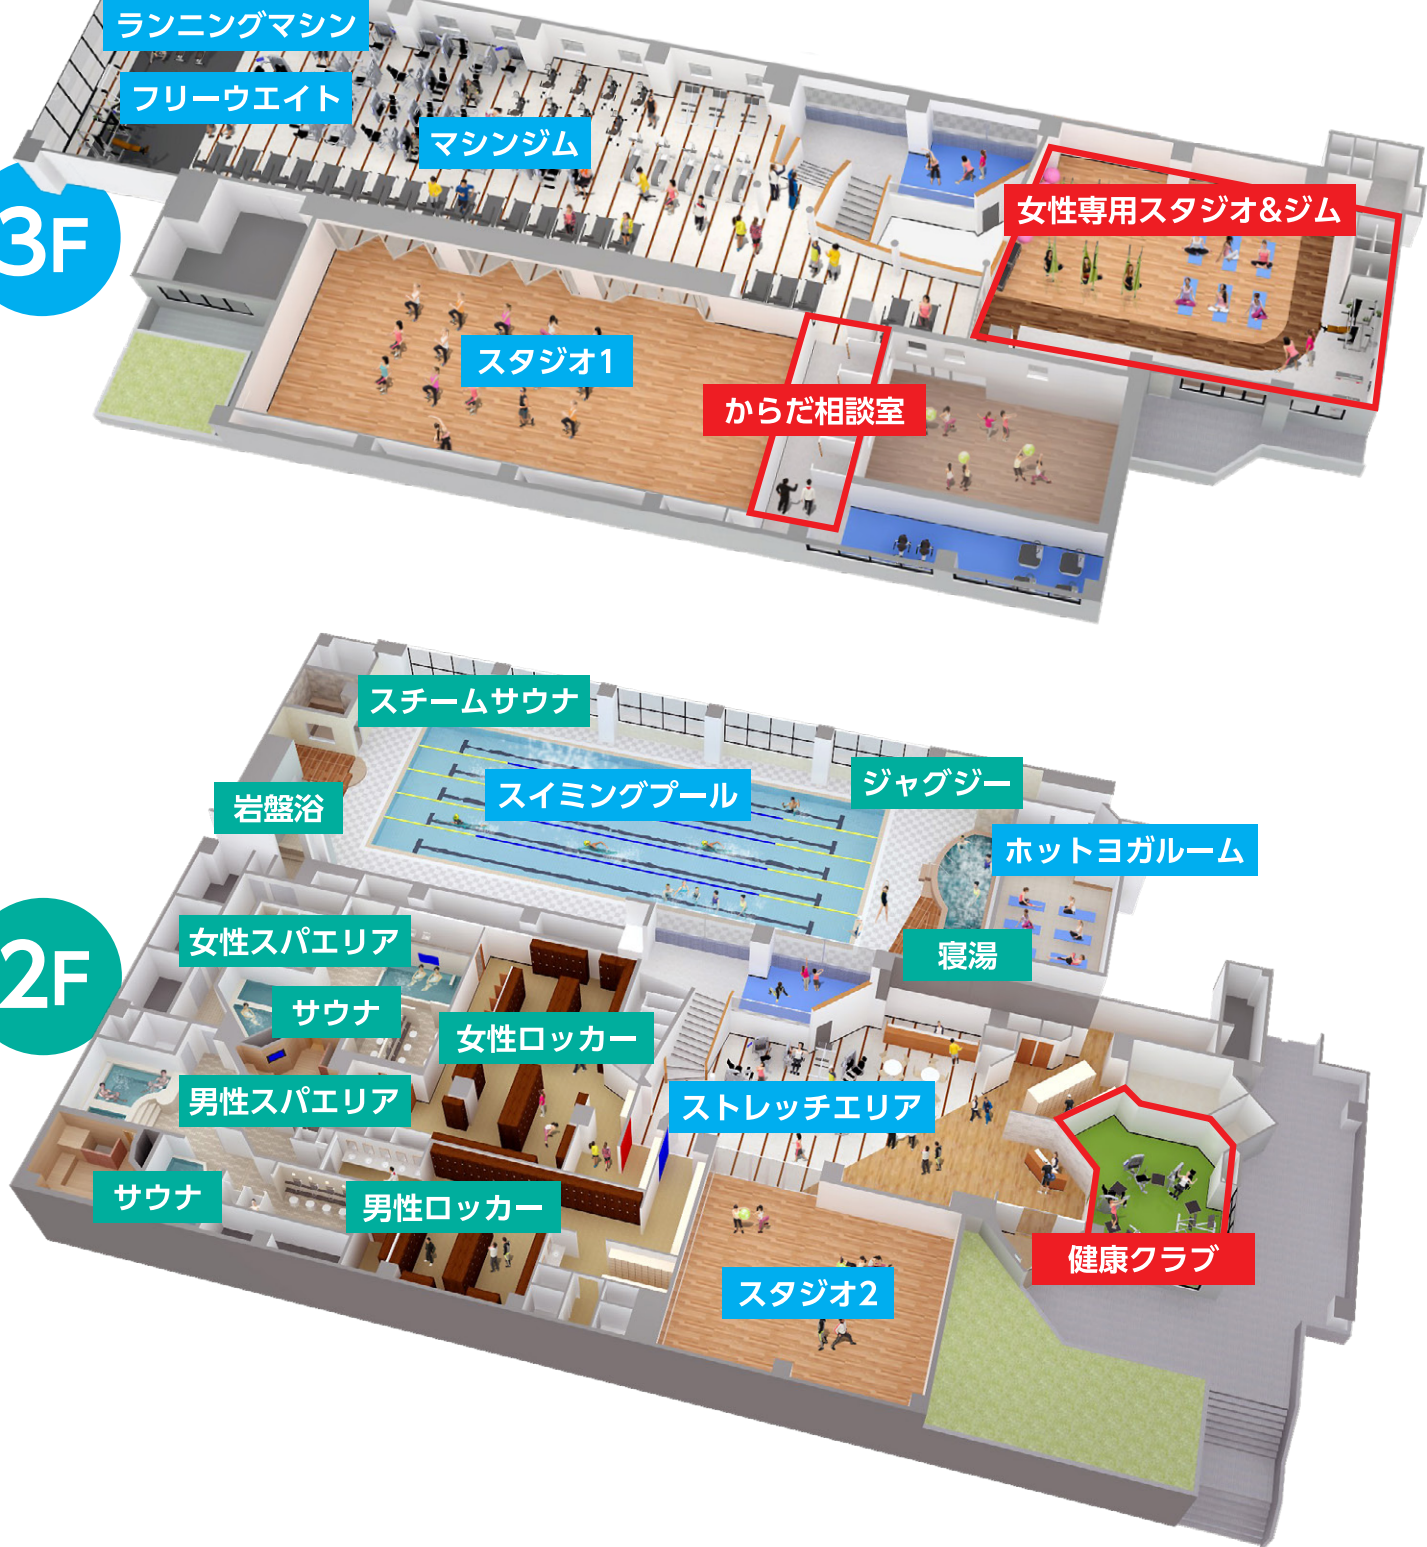 ランニングマシン
フリーウエイト
マシンジム
女性専用スタジオ&ジム
3F
スタジオ1
からだ相談室
スチームサウナ
スイミングプール
ジャグジー
岩盤浴
ホットヨガルーム
女性スパエリア
寝湯
2F
サウナ
女性ロッカー
男性スパエリア
ストレッチエリア
サウナ
男性ロッカー
健康クラブ
スタジオ2